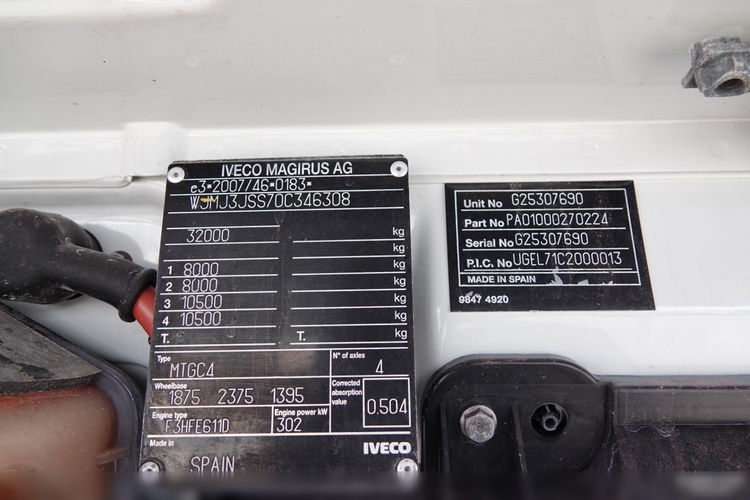 IVECO MAGIRUS AG
e3*2007/46*0183*
WJMJ3JSS70C346308
32000 kg
kg
1 8000 kg
2 8000 kg
3 10500 kg
4 10500 kg
T. T. kg
Type MTGC4 N° of axles 4
Wheelbase 1875 2375 1395
Corrected absorption value 0.504
Engine type F3HFE611D Engine power kW 302
Made in SPAIN IVECO
Unit No G25307690
Part No PA01000270224
Serial No G25307690
P.I.C. No UGEL71C2000013
MADE IN SPAIN
9847 4920